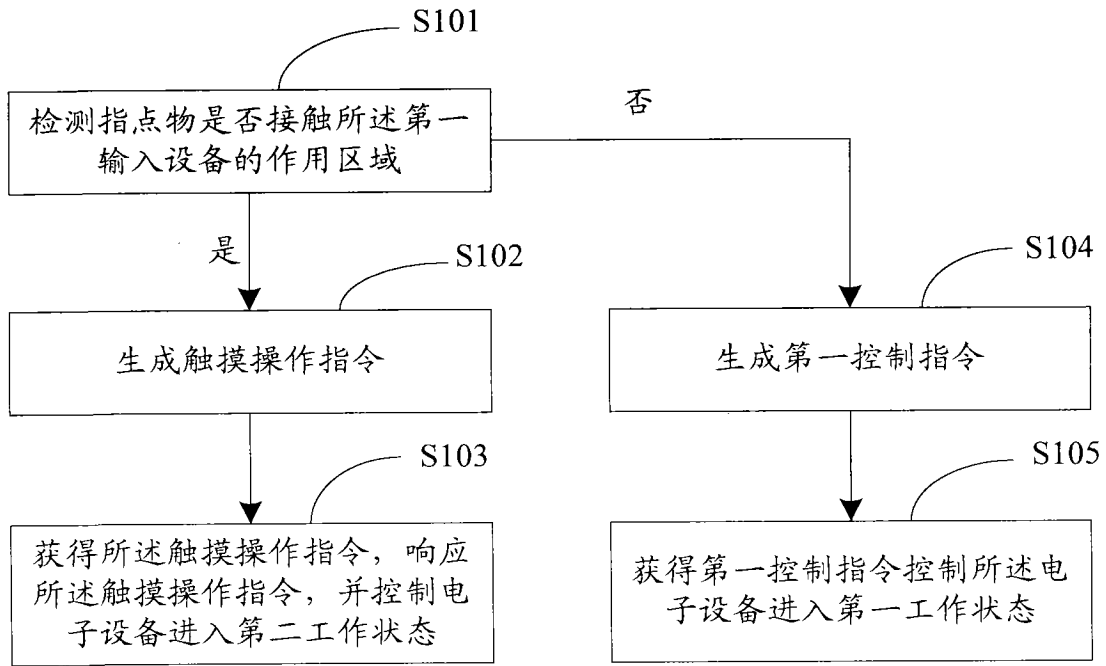 S101
检测指点物是否接触所述第一
输入设备的作用区域
否
是
S102
生成触摸操作指令
S104
生成第一控制指令
S103
获得所述触摸操作指令，响应
所述触摸操作指令，并控制电
子设备进入第二工作状态
S105
获得第一控制指令控制所述电
子设备进入第一工作状态